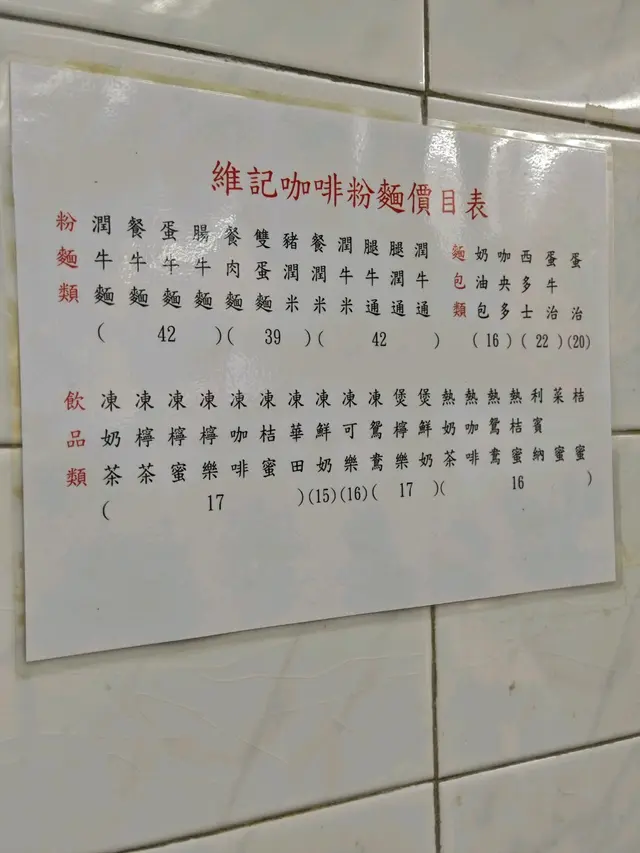 維記咖啡粉麵價目表
粉麵類
潤牛麵
餐牛麵
蛋牛麵
腸牛麵
餐肉麵
雙蛋麵
豬潤米
餐潤米
潤牛米
腿牛通
腿潤通
潤牛通
( 42 )( 39 )( 42 )
麵包類
奶油包
咖央多
西多士
蛋牛治
蛋治
(16)(22)(20)
飲品類
凍奶茶
凍檸茶
凍檸蜜
凍檸樂
凍咖啡
凍桔蜜
凍華田
凍鮮奶
凍可樂
凍鴛鴦
煲檸樂
煲鮮奶
熱奶茶
熱咖啡
熱鴛鴦
熱桔蜜
利賓納
菜蜜
桔蜜
( 17 )(15)(16)( 17 )( 16 )